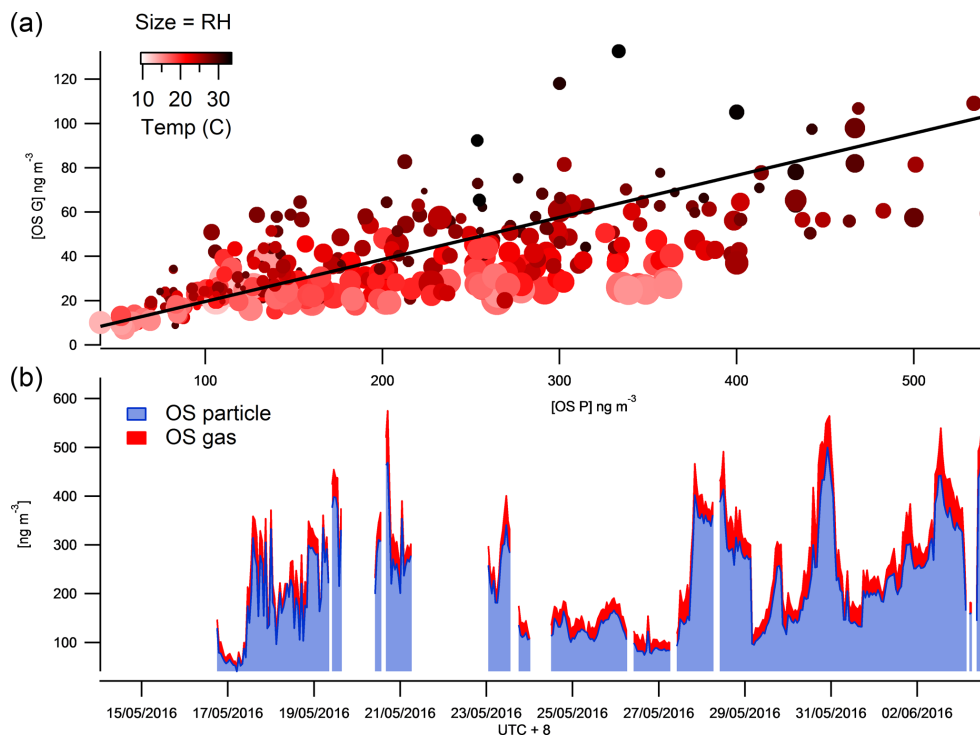 (a)
Size = RH
10 20 30
Temp (C)
[OS G] ng m-3
120
100
80
60
40
20
0
100 200 300 400 500
[OS P] ng m-3
(b)
OS particle
OS gas
[ng m-3]
600
500
400
300
200
100
15/05/2016 17/05/2016 19/05/2016 21/05/2016 23/05/2016 25/05/2016 27/05/2016 29/05/2016 31/05/2016 02/06/2016
UTC + 8